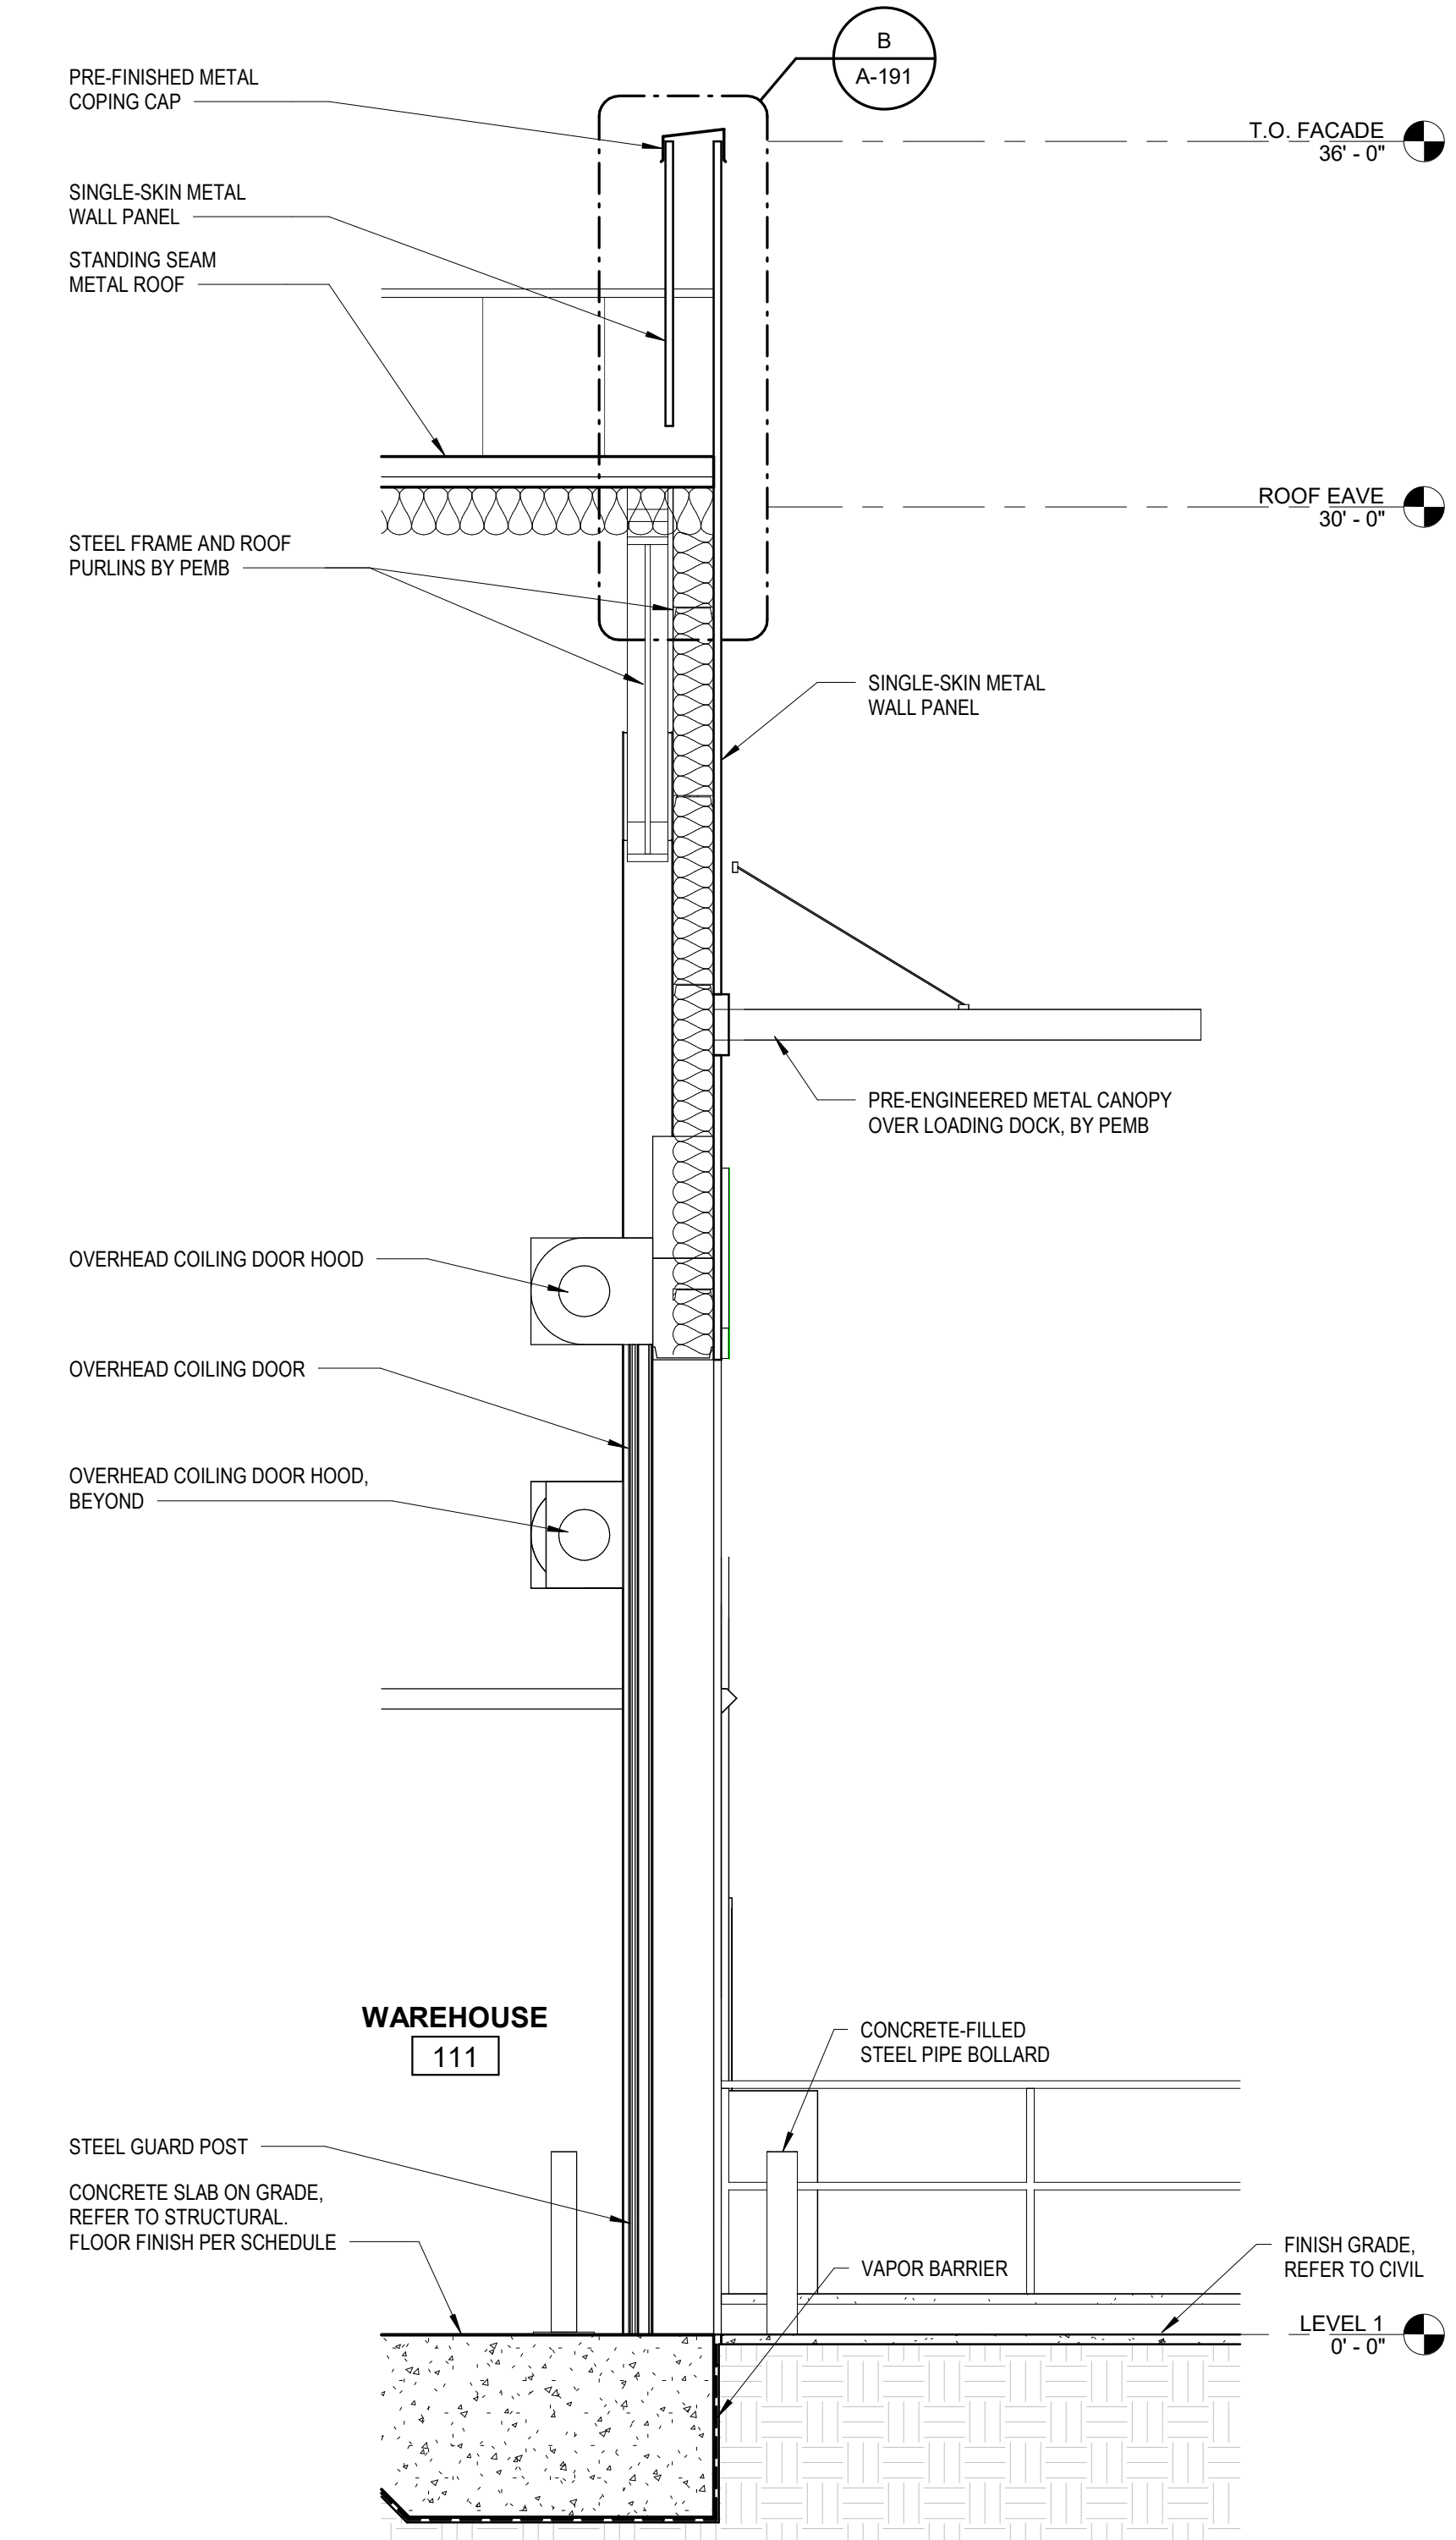 B
A-191
PRE-FINISHED METAL
COPING CAP
T.O. FACADE
36' - 0"
SINGLE-SKIN METAL
WALL PANEL
STANDING SEAM
METAL ROOF
ROOF EAVE
30' - 0"
STEEL FRAME AND ROOF
PURLINS BY PEMB
SINGLE-SKIN METAL
WALL PANEL
PRE-ENGINEERED METAL CANOPY
OVER LOADING DOCK, BY PEMB
OVERHEAD COILING DOOR HOOD
OVERHEAD COILING DOOR
OVERHEAD COILING DOOR HOOD,
BEYOND
WAREHOUSE
111
CONCRETE-FILLED
STEEL PIPE BOLLARD
STEEL GUARD POST
CONCRETE SLAB ON GRADE,
REFER TO STRUCTURAL.
FLOOR FINISH PER SCHEDULE
VAPOR BARRIER
FINISH GRADE,
REFER TO CIVIL
LEVEL 1
0' - 0"